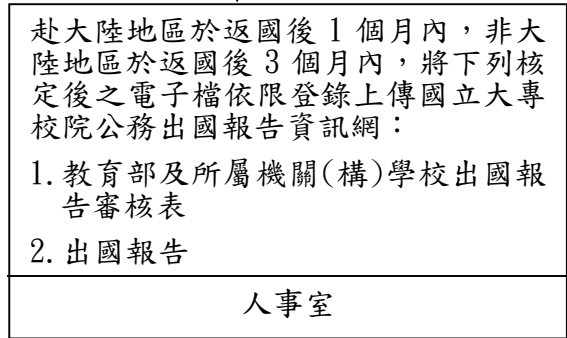 赴大陸地區於返國後 1 個月內，非大
陸地區於返國後 3 個月內，將下列核
定後之電子檔依限登錄上傳國立大專
校院公務出國報告資訊網：
1.教育部及所屬機關(構)學校出國報
告審核表
2.出國報告
人事室